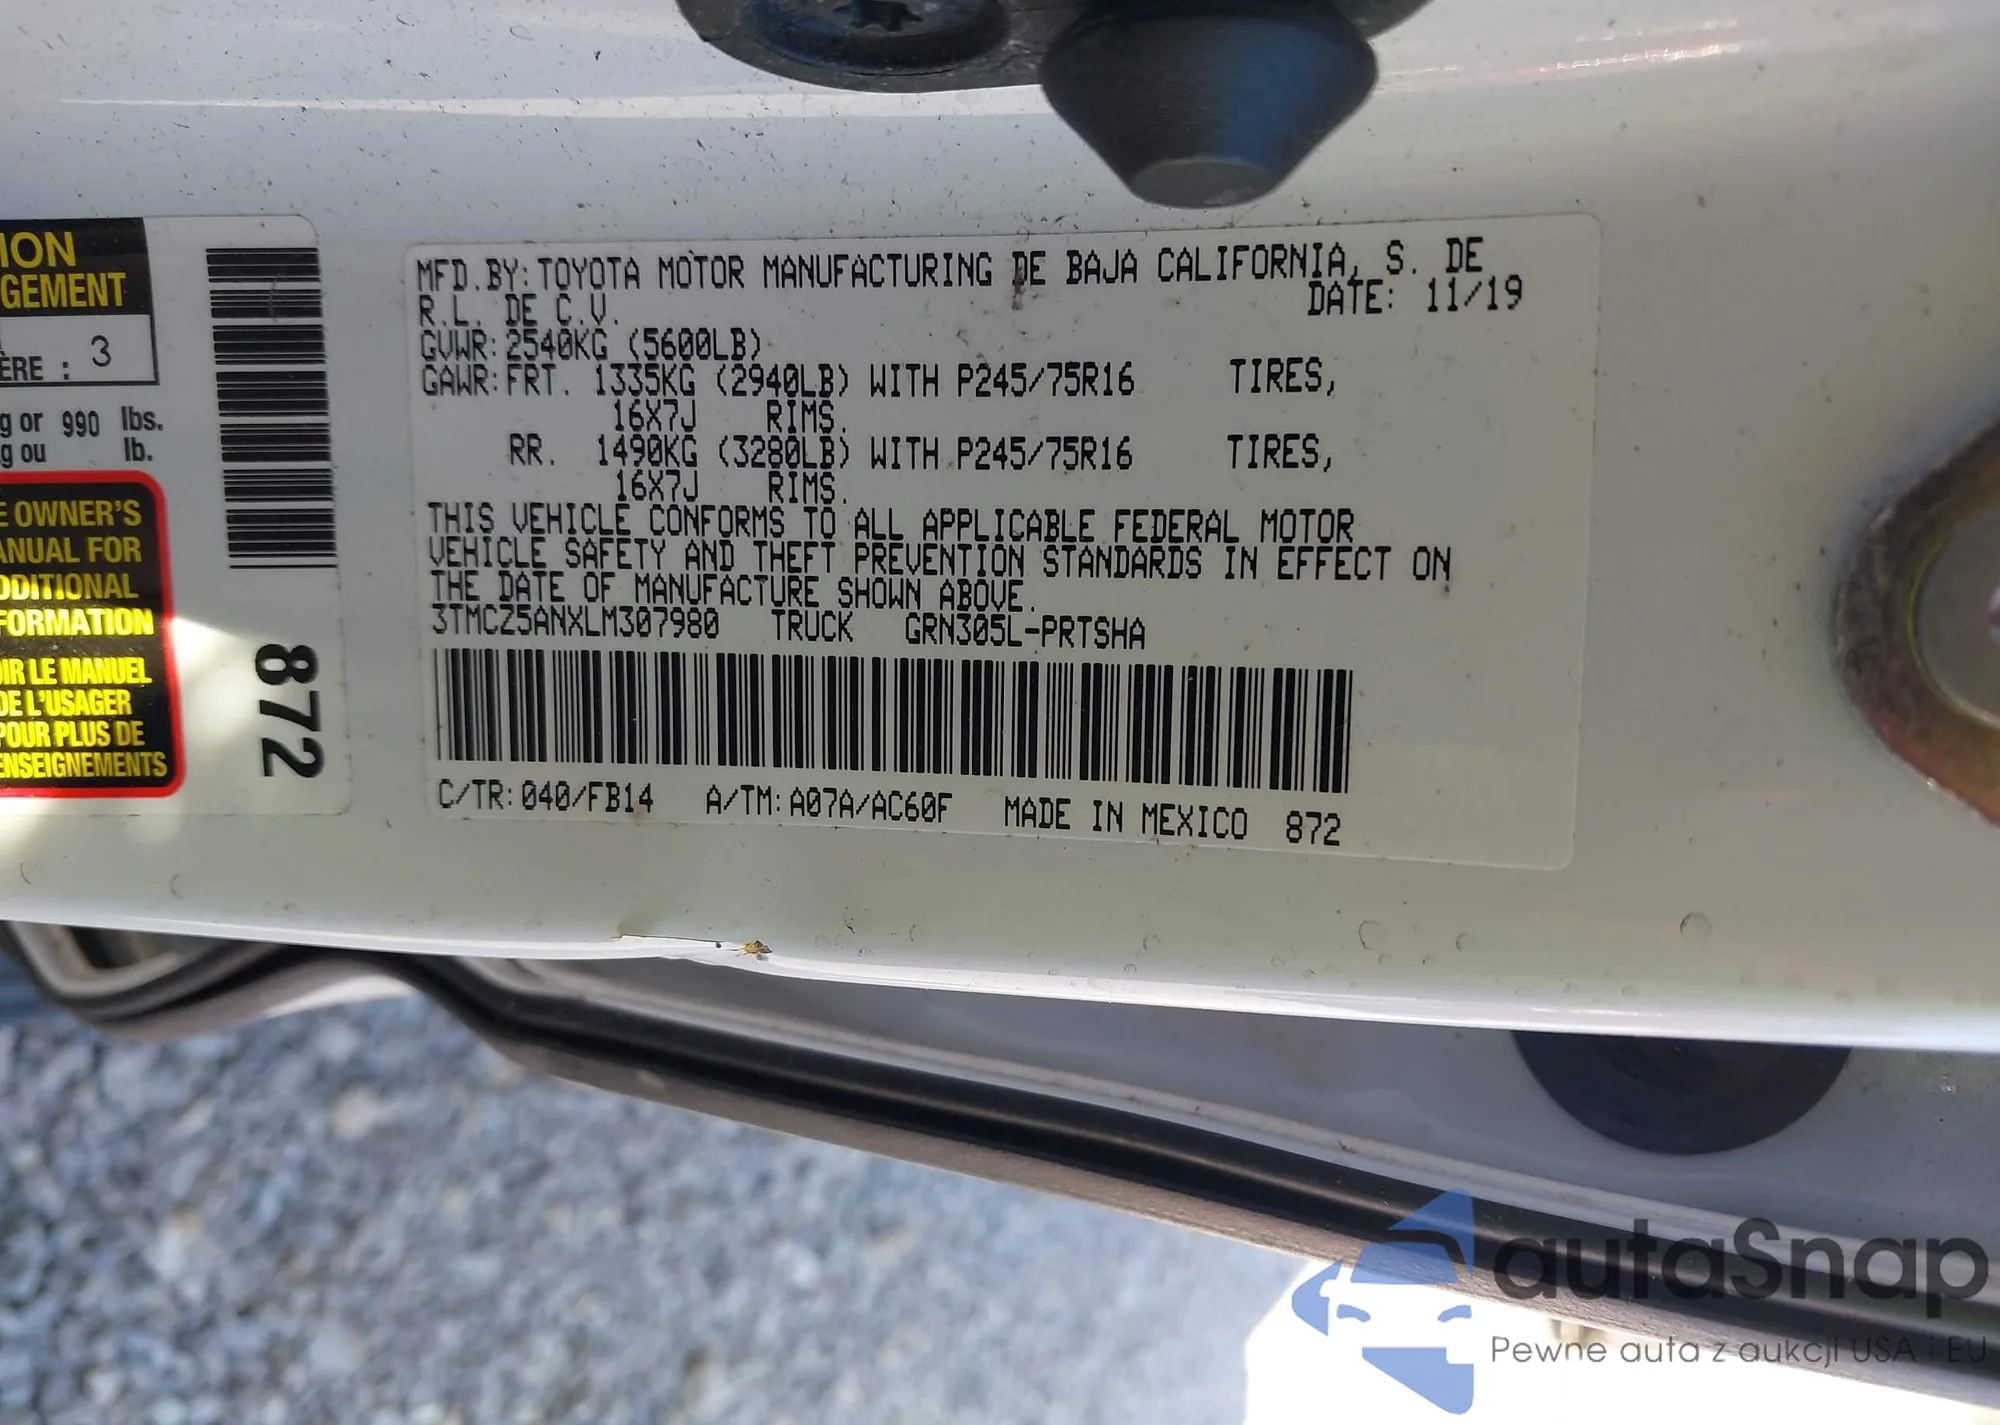 ION
GEMENT
ÈRE : 3
g or 990 lbs.
g ou lb.
E OWNER'S
ANUAL FOR
DDITIONAL
FORMATION
OIR LE MANUEL
DE L'USAGER
POUR PLUS DE
ENSEIGNEMENTS
872
MFD.BY:TOYOTA MOTOR MANUFACTURING DE BAJA CALIFORNIA, S. DE
R.L. DE C.V. DATE: 11/19
GVWR:2540KG (5600LB)
GAWR:FRT. 1335KG (2940LB) WITH P245/75R16 TIRES,
16X7J RIMS.
RR. 1490KG (3280LB) WITH P245/75R16 TIRES,
16X7J RIMS.
THIS VEHICLE CONFORMS TO ALL APPLICABLE FEDERAL MOTOR
VEHICLE SAFETY AND THEFT PREVENTION STANDARDS IN EFFECT ON
THE DATE OF MANUFACTURE SHOWN ABOVE.
3TMCZ5ANXLM307980 TRUCK GRN305L-PRTSHA
C/TR:040/FB14 A/TM:A07A/AC60F MADE IN MEXICO 872
autaSnap
Pewne auta z aukcji USA i EU